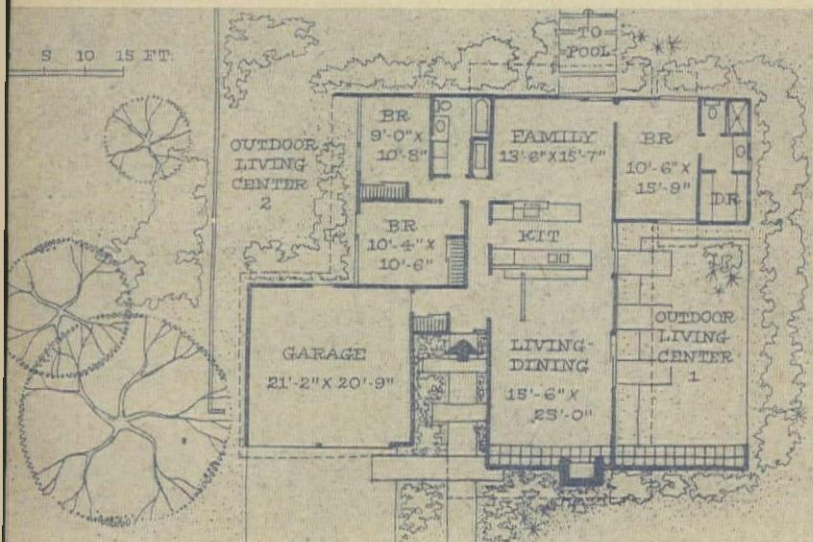 5 10 15 FT.
TO
POOL
BR
9'-0" X
10'-8"
FAMILY
13'-6" X 15'-7"
BR
10'-6" X
15'-9"
DR
OUTDOOR
LIVING
CENTER
2
BR
10'-4" X
10'-6"
KIT
GARAGE
21'-2" X 20'-9"
LIVING-
DINING
15'-6" X
25'-0"
OUTDOOR
LIVING
CENTER
1